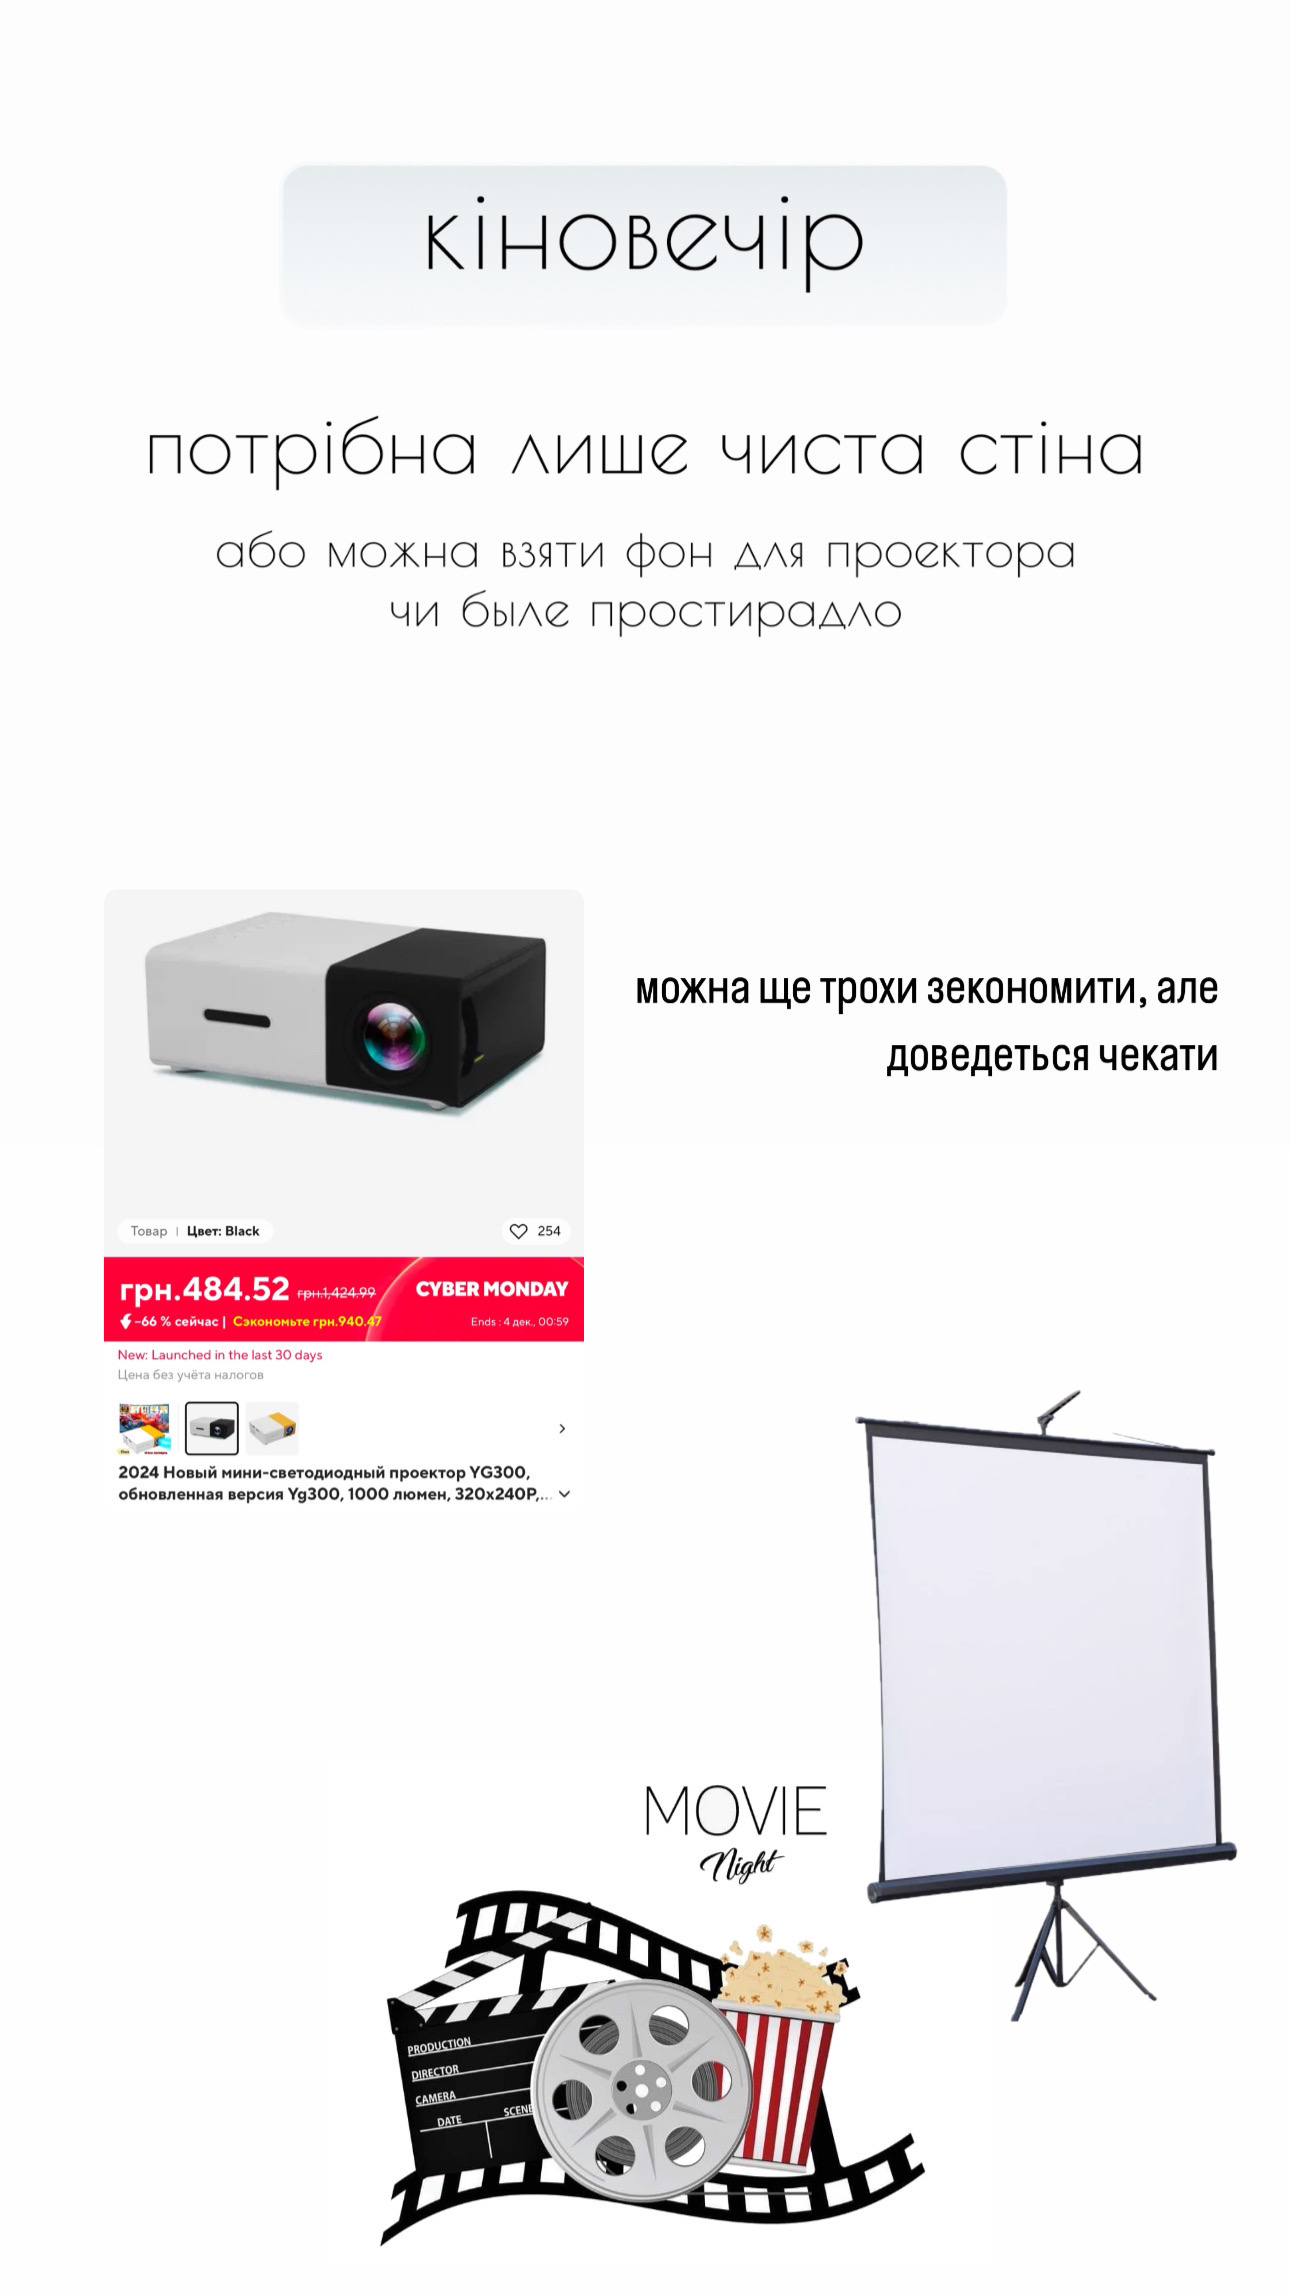 кіновечір
потрібна лише чиста стіна
або можна взяти фон для проектора
чи быле простирадло
можна ще трохи зекономити, але
доведеться чекати
Товар | Цвет: Black
254
грн.484.52 грн.1,424.99
CYBER MONDAY
-66 % сейчас | Сэкономьте грн.940.47
Ends : 4 дек., 00:59
New: Launched in the last 30 days
Цена без учёта налогов
2024 Новый мини-светодиодный проектор YG300,
обновленная версия Yg300, 1000 люмен, 320x240P,...
MOVIE
Night
PRODUCTION
DIRECTOR
CAMERA
DATE
SCENE